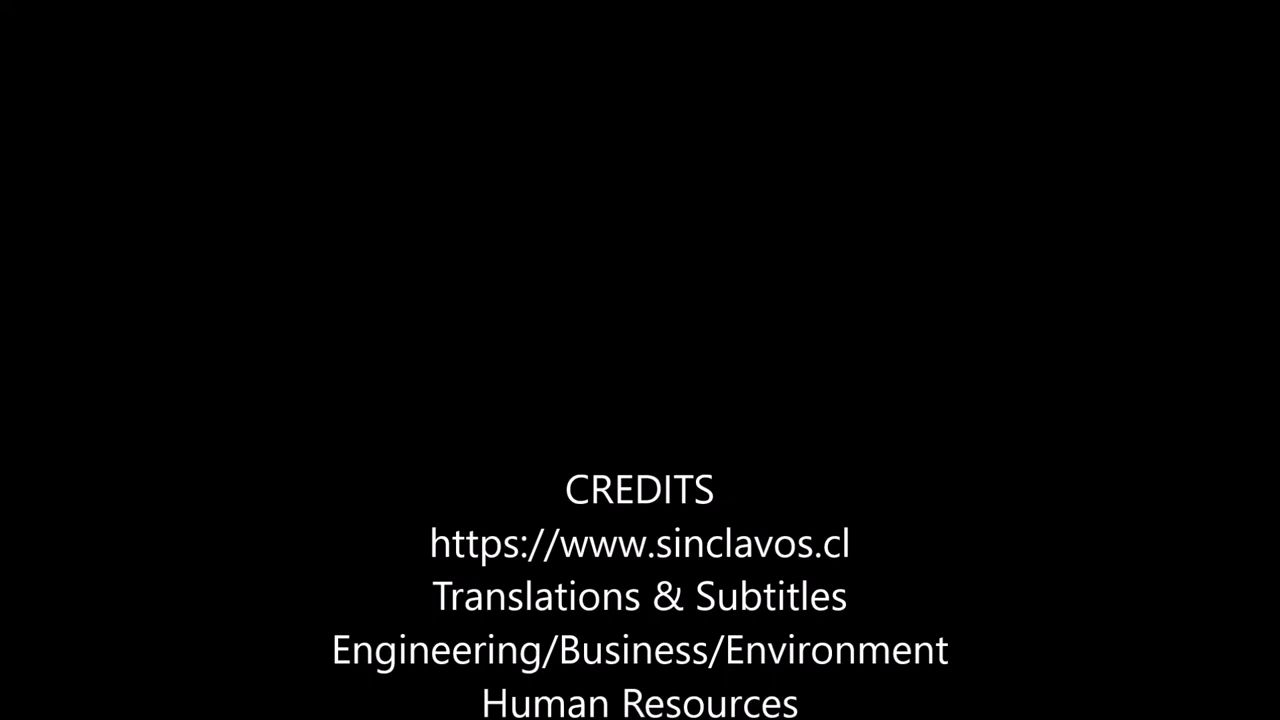 CREDITS
https://www.sinclavos.cl
Translations & Subtitles
Engineering/Business/Environment
Human Resources